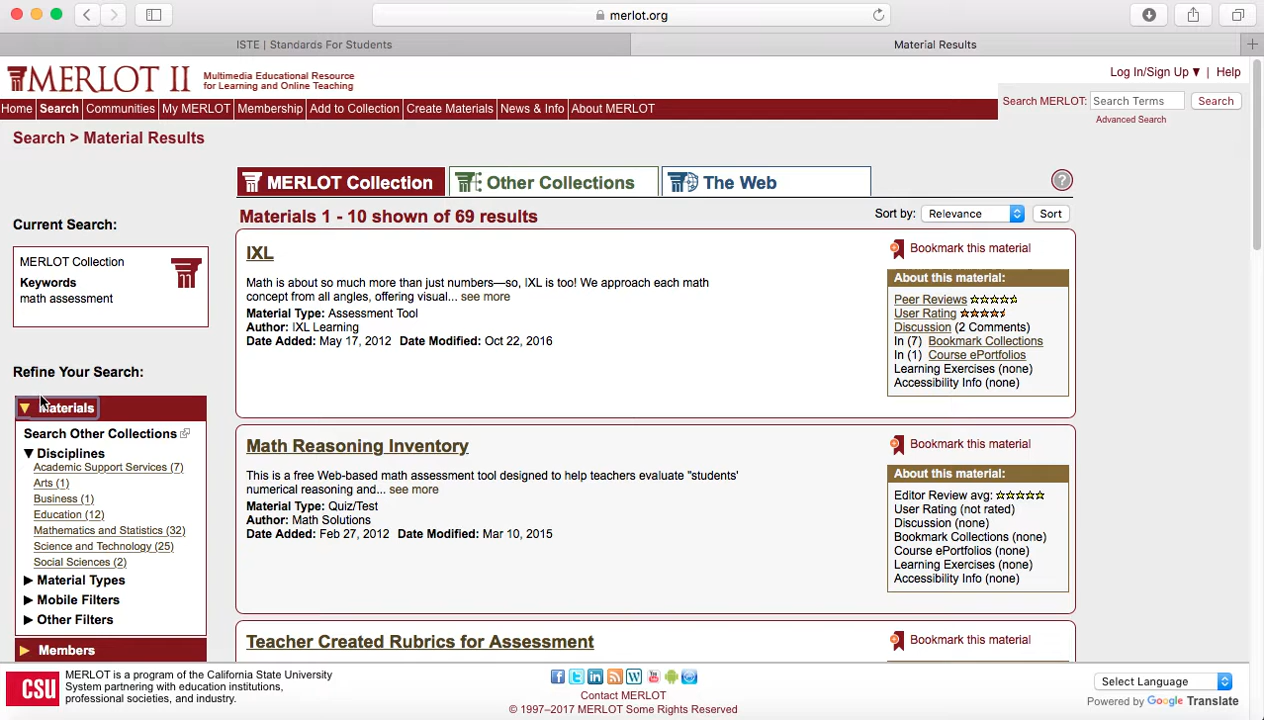 merlot.org
ISTE | Standards For Students
Material Results
MERLOT II
Multimedia Educational Resource
for Learning and Online Teaching
Log In/Sign Up ▼ | Help
Home | Search | Communities | My MERLOT | Membership | Add to Collection | Create Materials | News & Info | About MERLOT
Search MERLOT: Search Terms Search
Advanced Search
Search > Material Results
MERLOT Collection
Other Collections
The Web
?
Current Search:
MERLOT Collection
Keywords
math assessment
Refine Your Search:
Materials
Search Other Collections
Disciplines
Academic Support Services (7)
Arts (1)
Business (1)
Education (12)
Mathematics and Statistics (32)
Science and Technology (25)
Social Sciences (2)
Material Types
Mobile Filters
Other Filters
Members
Materials 1 - 10 shown of 69 results
Sort by: Relevance Sort
IXL
Math is about so much more than just numbers—so, IXL is too! We approach each math
concept from all angles, offering visual... see more
Material Type: Assessment Tool
Author: IXL Learning
Date Added: May 17, 2012 Date Modified: Oct 22, 2016
Bookmark this material
About this material:
Peer Reviews
User Rating
Discussion (2 Comments)
In (7) Bookmark Collections
In (1) Course ePortfolios
Learning Exercises (none)
Accessibility Info (none)
Math Reasoning Inventory
This is a free Web-based math assessment tool designed to help teachers evaluate "students'
numerical reasoning and... see more
Material Type: Quiz/Test
Author: Math Solutions
Date Added: Feb 27, 2012 Date Modified: Mar 10, 2015
Bookmark this material
About this material:
Editor Review avg:
User Rating (not rated)
Discussion (none)
Bookmark Collections (none)
Course ePortfolios (none)
Learning Exercises (none)
Accessibility Info (none)
Teacher Created Rubrics for Assessment
Bookmark this material
CSU
MERLOT is a program of the California State University
System partnering with education institutions,
professional societies, and industry.
Contact MERLOT
© 1997–2017 MERLOT Some Rights Reserved
Select Language
Powered by Google Translate